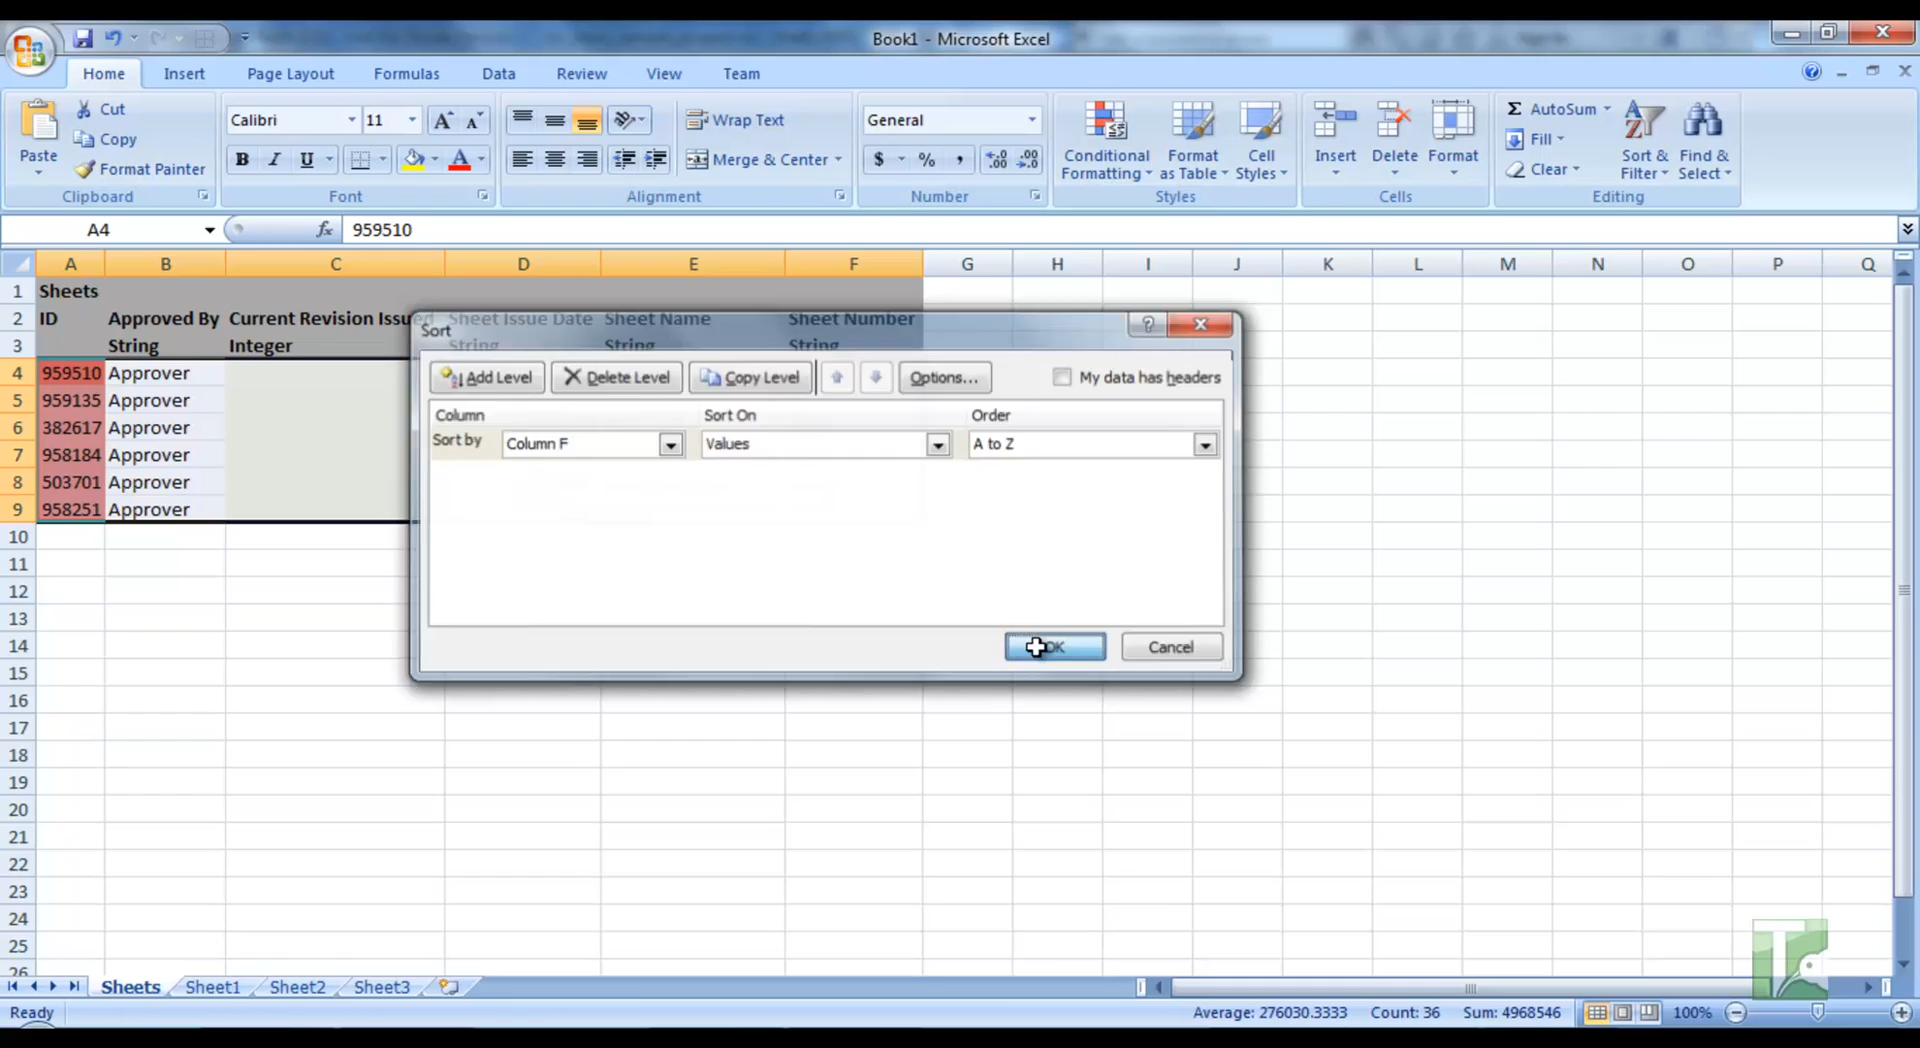 Book1 - Microsoft Excel
Home Insert Page Layout Formulas Data Review View Team
Paste
Cut
Copy
Format Painter
Clipboard
Calibri 11
B I U
Font
Wrap Text
Merge & Center
Alignment
General
$ % ,
Number
Conditional Formatting
Format as Table
Cell Styles
Styles
Insert Delete Format
Cells
Σ AutoSum
Fill
Clear
Sort & Filter
Find & Select
Editing
A4 fx 959510
A B C D E F G H I J K L M N O P Q
1 Sheets
2 ID Approved By Current Revision Issued Sheet Issue Date Sheet Name Sheet Number
3 String Integer String String String
4 959510 Approver
5 959135 Approver
6 382617 Approver
7 958184 Approver
8 503701 Approver
9 958251 Approver
10
11
12
13
14
15
16
17
18
19
20
21
22
23
24
25
26
Sort
Add Level Delete Level Copy Level Options... My data has headers
Column Sort On Order
Sort by Column F Values A to Z
OK Cancel
Sheets Sheet1 Sheet2 Sheet3
Ready Average: 276030.3333 Count: 36 Sum: 4968546 100%